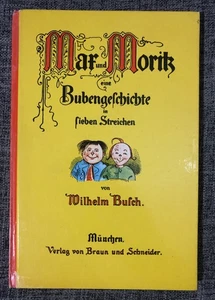 Max und Moritz
eine
Bubengeschichte
in
sieben Streichen
von
Wilhelm Busch.
München.
Verlag von Braun und Schneider.